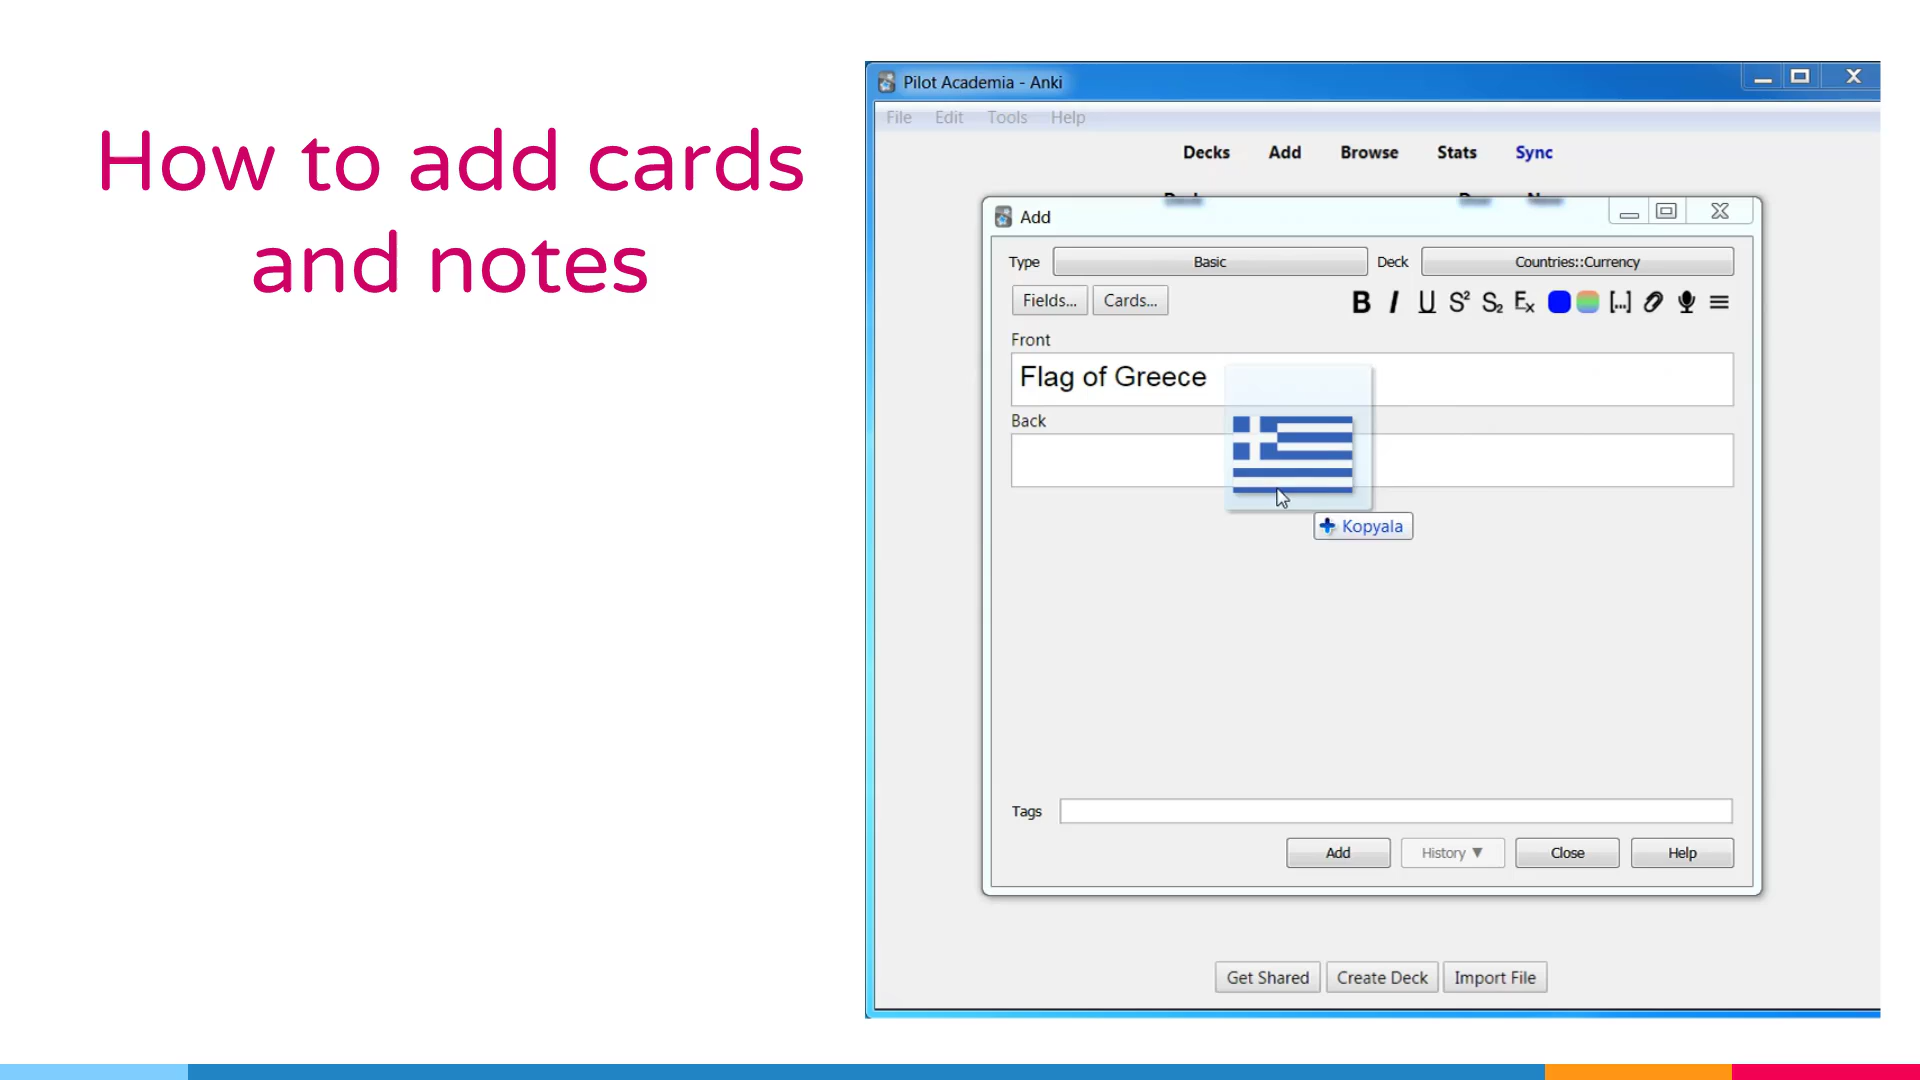 How to add cards
and notes
Pilot Academia - Anki
File Edit Tools Help
Decks Add Browse Stats Sync
Add
Type Basic Deck Countries::Currency
Fields... Cards...
Front
Flag of Greece
Back
Kopyala
Tags
Add History ▼ Close Help
Get Shared Create Deck Import File